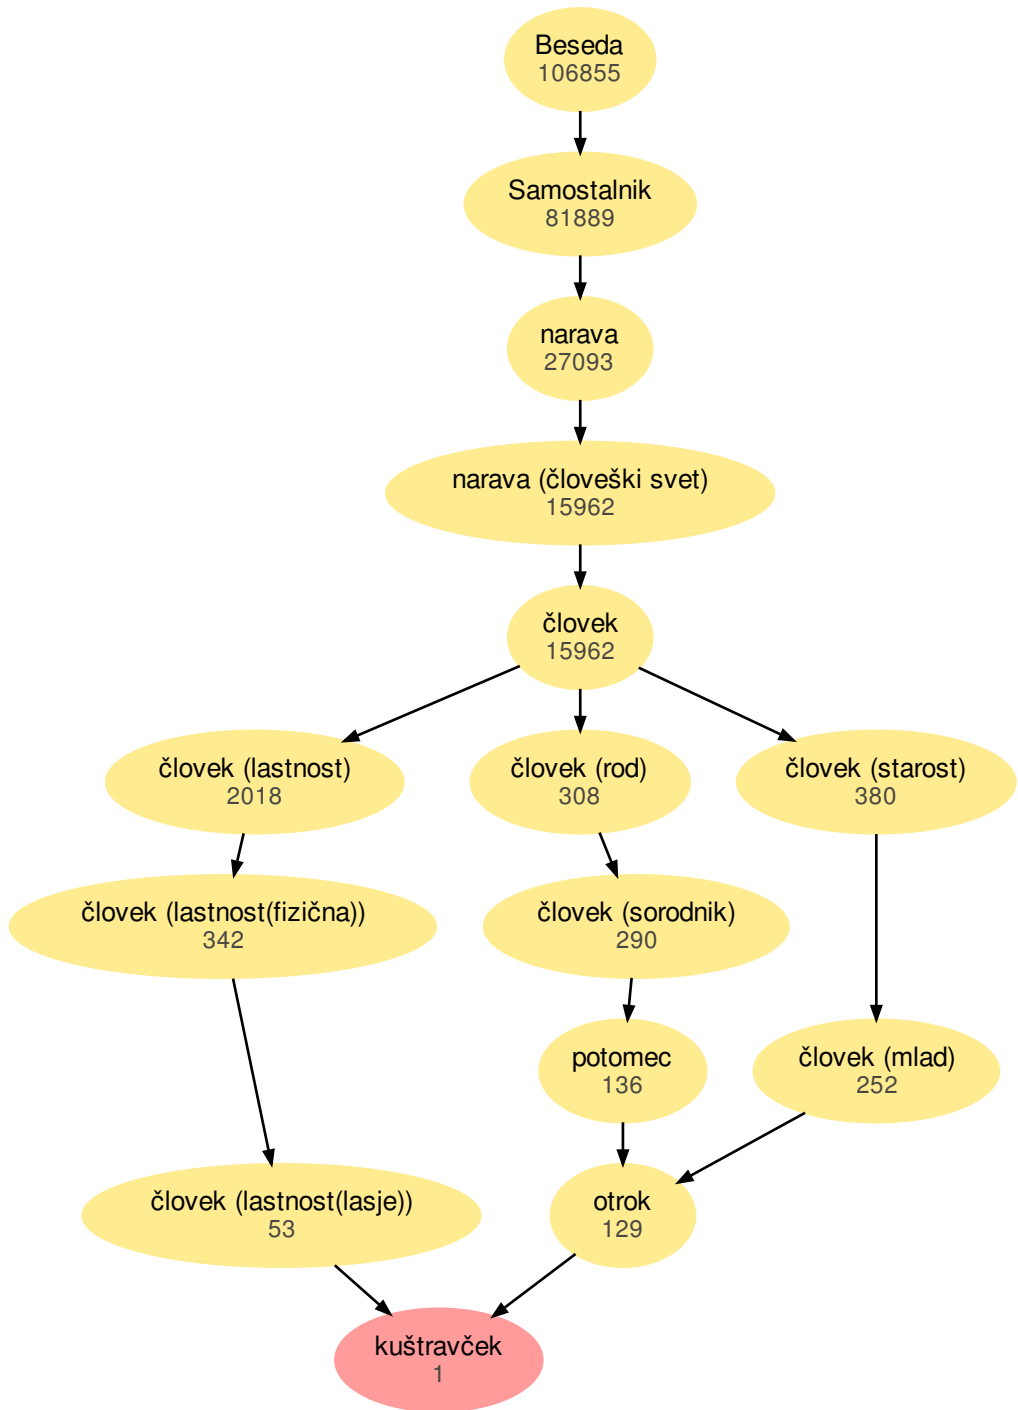 Beseda
106855
Samostalnik
81889
narava
27093
narava (človeški svet)
15962
človek
15962
človek (lastnost)
2018
človek (rod)
308
človek (starost)
380
človek (lastnost(fizična))
342
človek (sorodnik)
290
potomec
136
človek (mlad)
252
človek (lastnost(lasje))
53
otrok
129
kuštravček
1